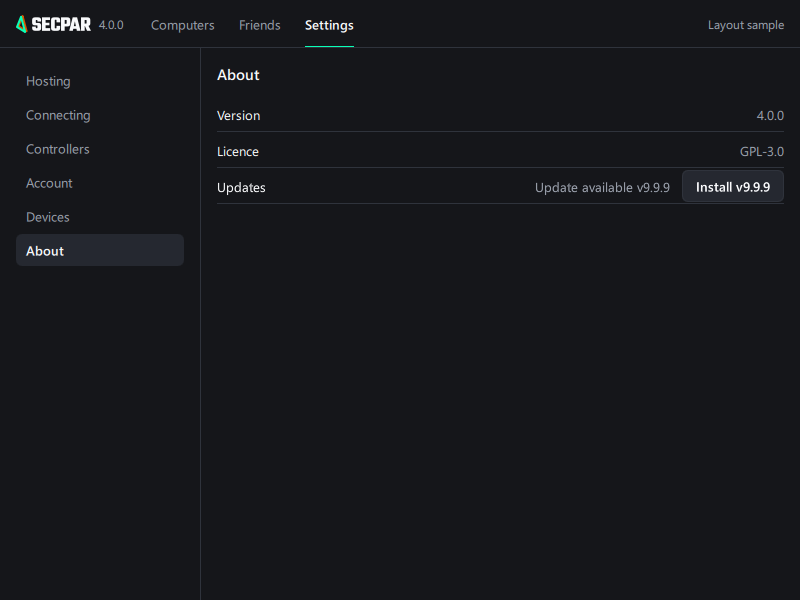 SECPAR 4.0.0 Computers Friends Settings Layout sample
Hosting
Connecting
Controllers
Account
Devices
About
About
Version 4.0.0
Licence GPL-3.0
Updates Update available v9.9.9 Install v9.9.9